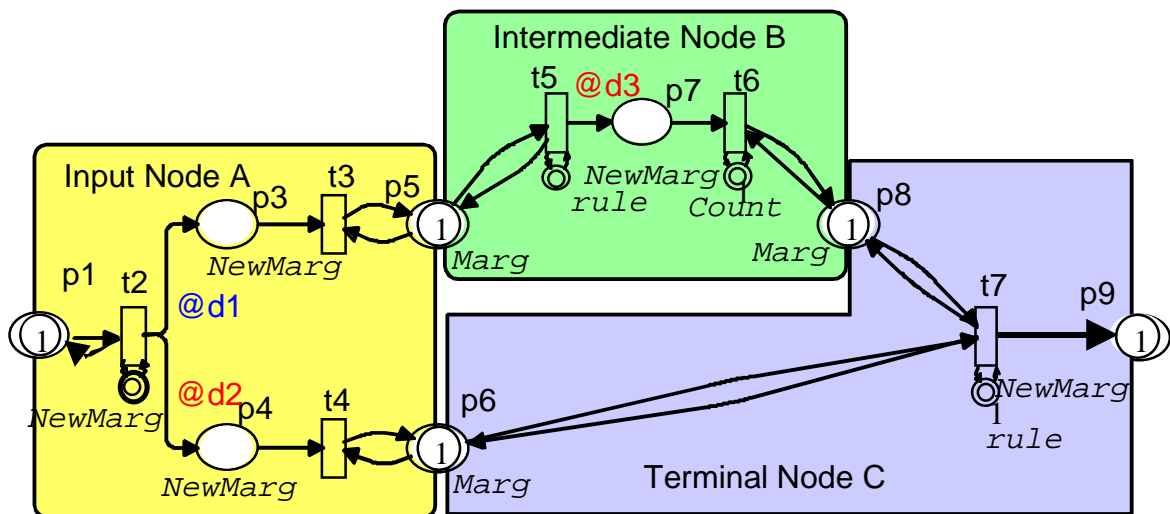 Intermediate Node B
t5
@d3
p7
t6
NewMarg
rule
1
Count
Input Node A
p3
t3
p5
1
NewMarg
Marg
p8
1
Marg
p1
t2
@d1
1
NewMarg
@d2
p4
t4
NewMarg
p6
1
Marg
t7
p9
1
NewMarg
1
rule
Terminal Node C